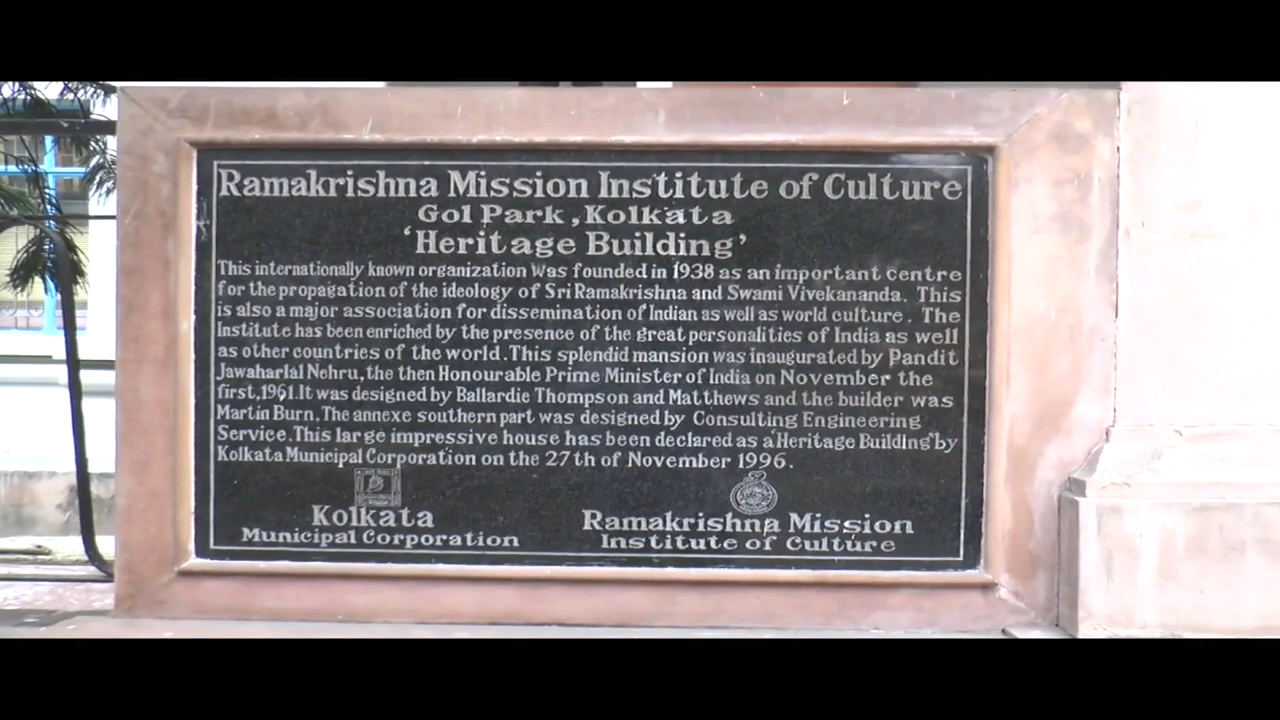 Ramakrishna Mission Institute of Culture
Gol Park, Kolkata
‘Heritage Building’
This internationally known organization was founded in 1938 as an important centre
for the propagation of the ideology of Sri Ramakrishna and Swami Vivekananda. This
is also a major association for dissemination of Indian as well as world culture. The
Institute has been enriched by the presence of the great personalities of India as well
as other countries of the world. This splendid mansion was inaugurated by Pandit
Jawaharlal Nehru, the then Honourable Prime Minister of India on November the
first, 1961. It was designed by Ballardie Thompson and Matthews and the builder was
Martin Burn. The annexe southern part was designed by Consulting Engineering
Service. This large impressive house has been declared as a ‘Heritage Building’ by
Kolkata Municipal Corporation on the 27th of November 1996.
Kolkata
Municipal Corporation
Ramakrishna Mission
Institute of Culture